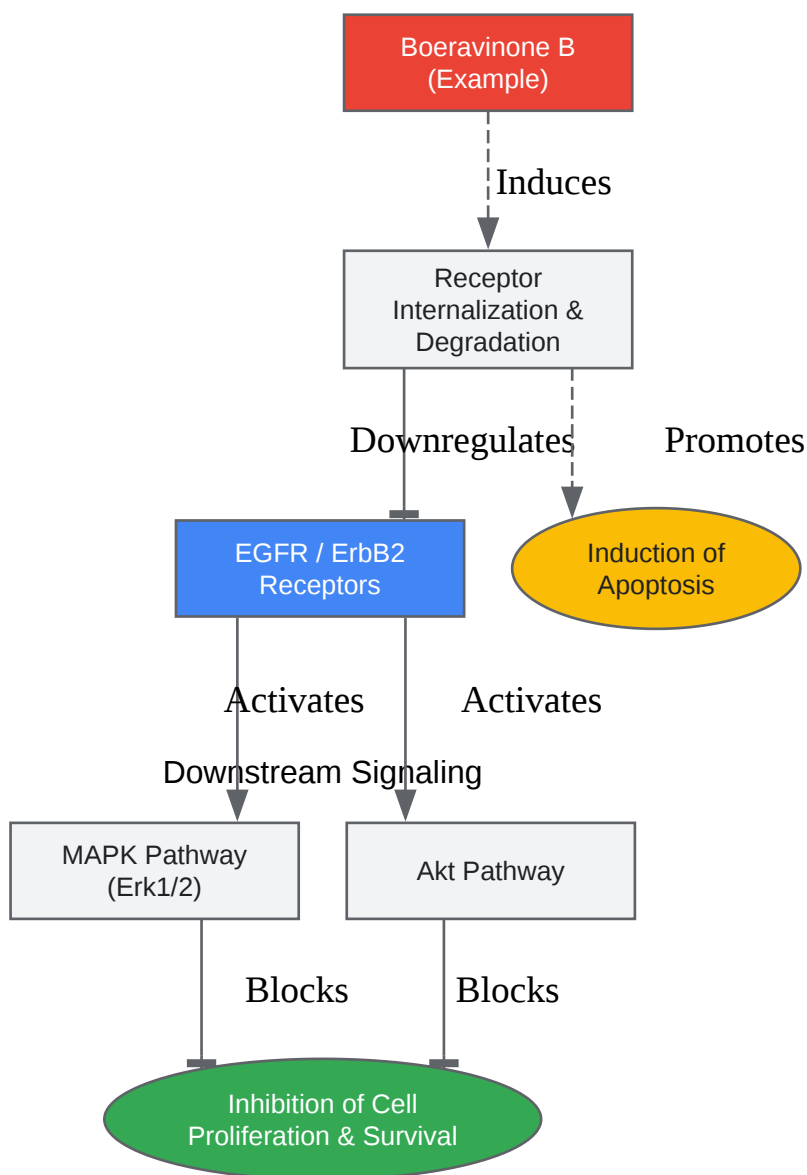 Boeravinone B
(Example)
Induces
Receptor
Internalization &
Degradation
Downregulates
Promotes
EGFR / ErbB2
Receptors
Induction of
Apoptosis
Activates
Activates
Downstream Signaling
MAPK Pathway
(Erk1/2)
Akt Pathway
Blocks
Blocks
Inhibition of Cell
Proliferation & Survival